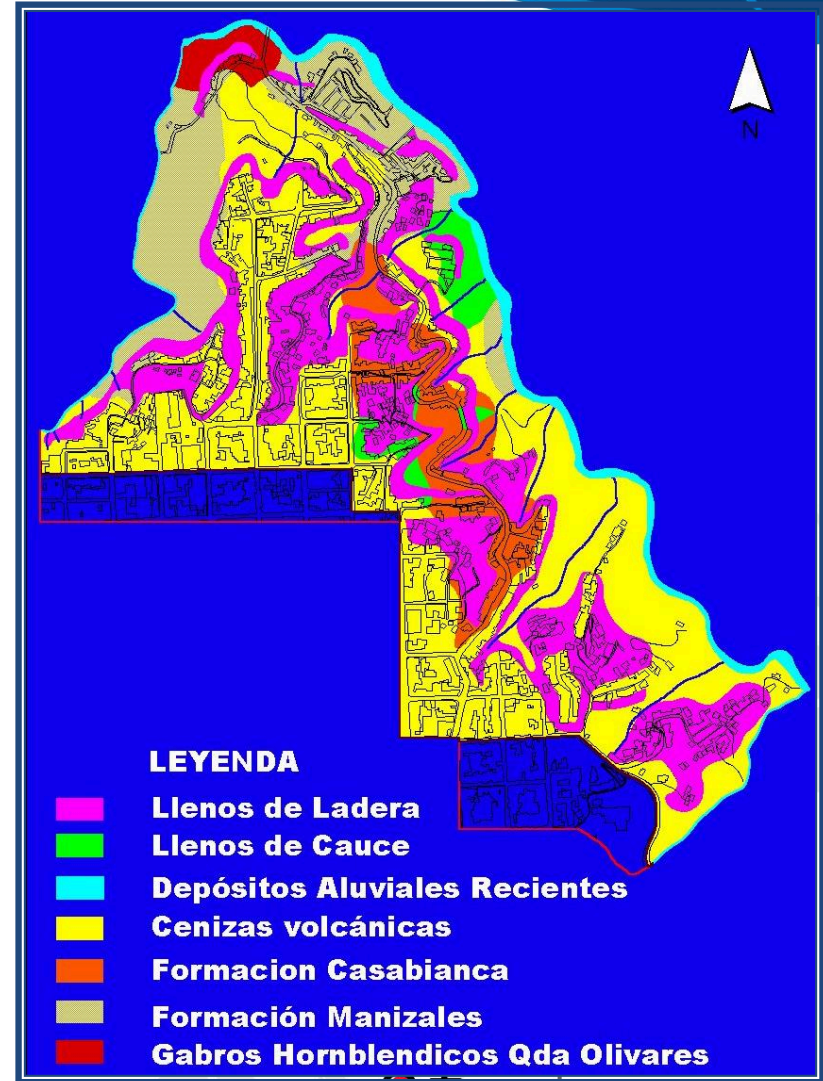 N
LEYENDA
Llenos de Ladera
Llenos de Cauce
Depósitos Aluviales Recientes
Cenizas volcánicas
Formacion Casabianca
Formación Manizales
Gabros Hornblendicos Qda Olivares